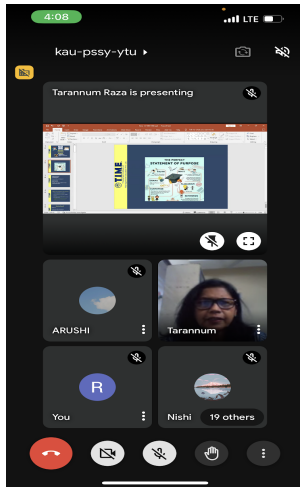 4:08
LTE
kau-pssy-ytu
Tarannum Raza is presenting
@TIME
THE PERFECT
STATEMENT OF PURPOSE
ARUSHI
Tarannum
R
You
Nishi
19 others